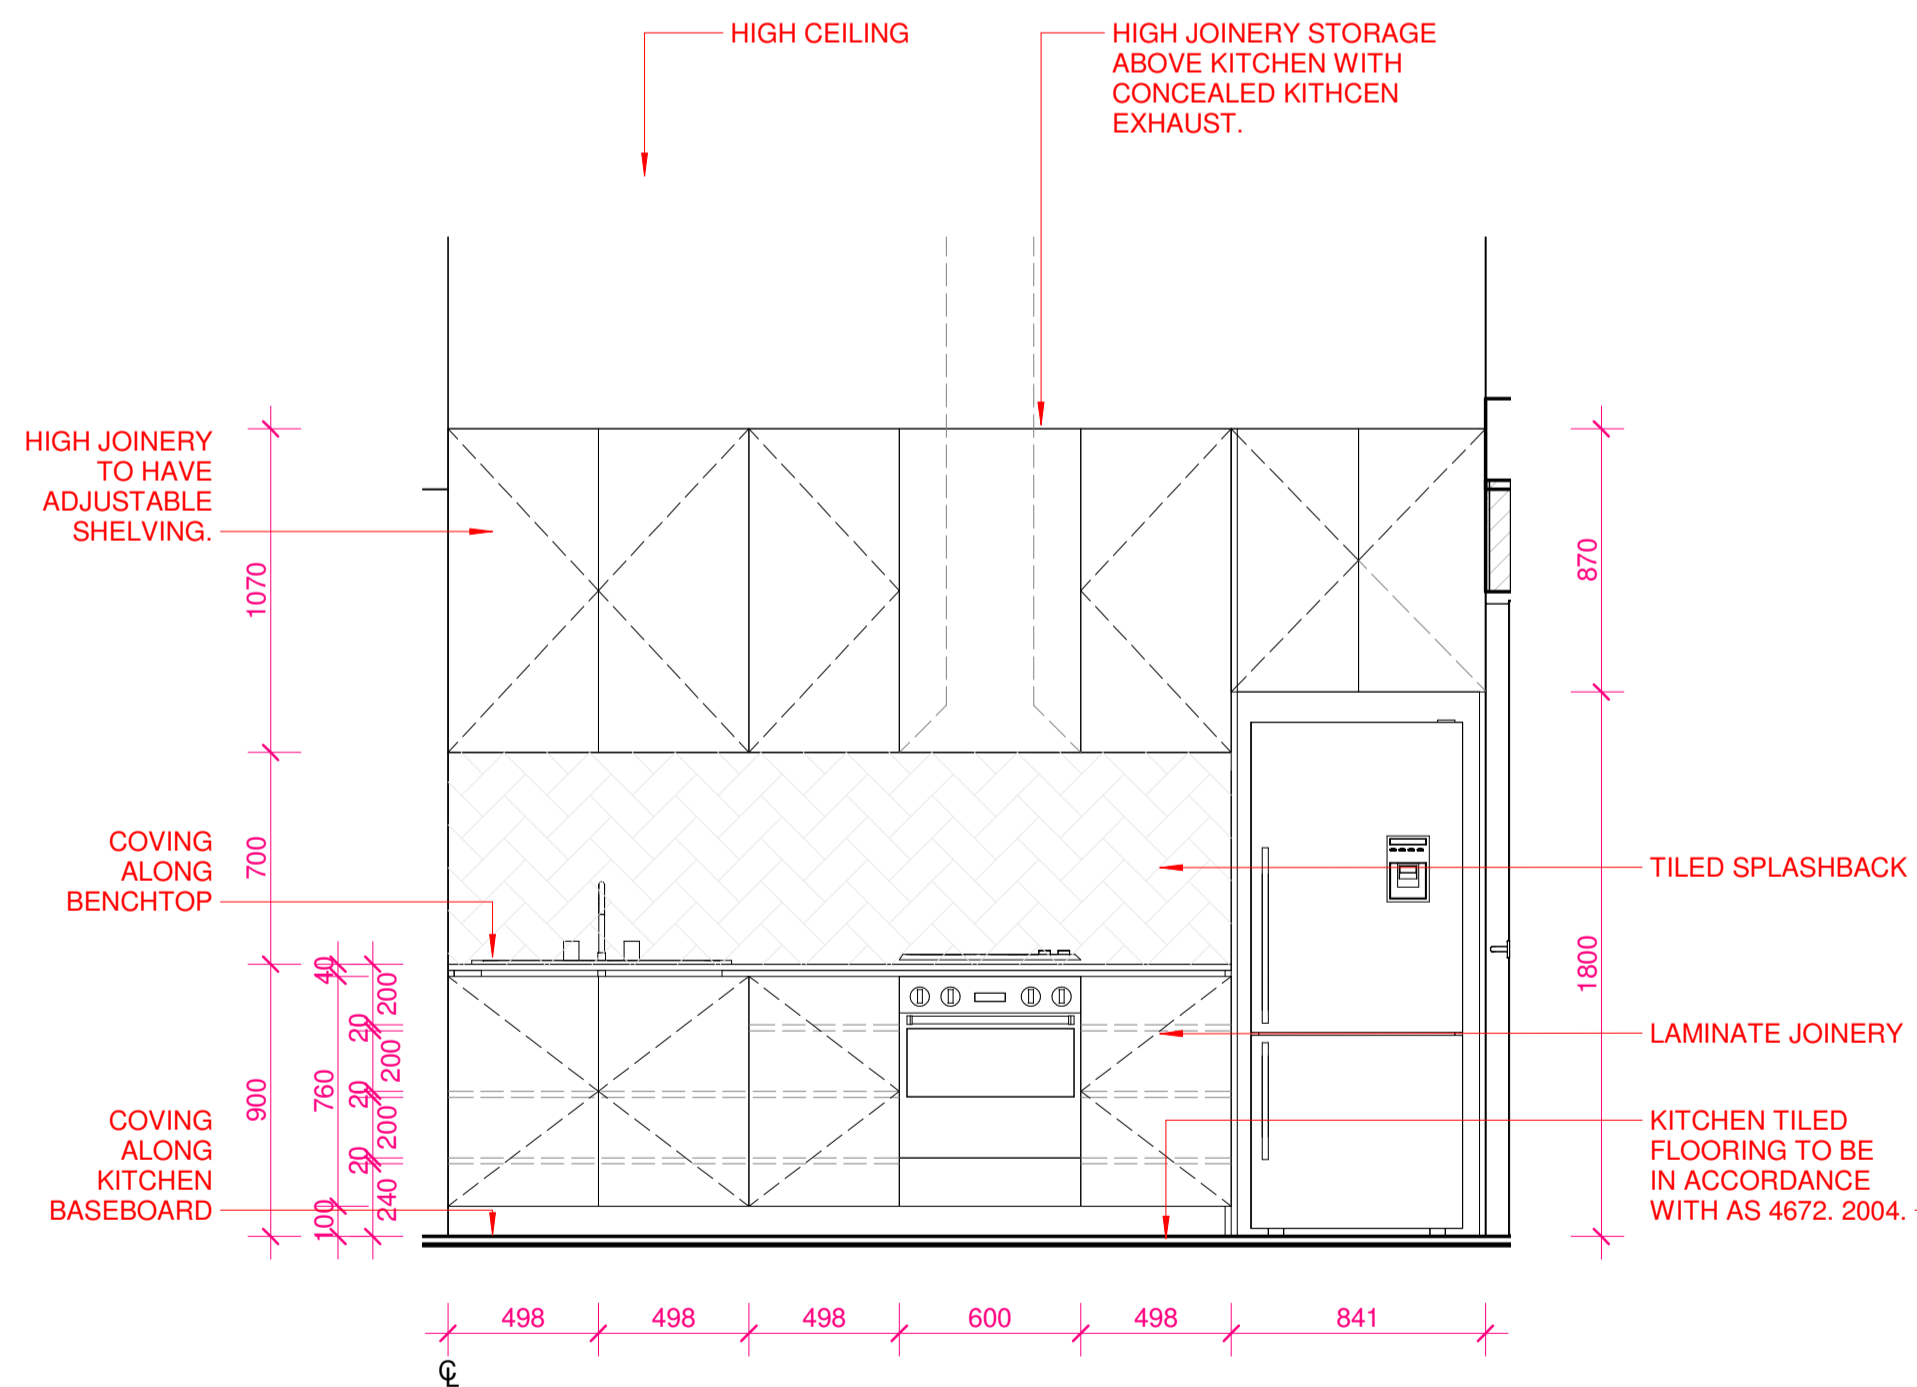 HIGH CEILING
HIGH JOINERY STORAGE
ABOVE KITCHEN WITH
CONCEALED KITHCEN
EXHAUST.
HIGH JOINERY
TO HAVE
ADJUSTABLE
SHELVING.
1070
870
COVING
ALONG
BENCHTOP
700
TILED SPLASHBACK
40
200
20
200
760
20
200
20
240
100
900
1800
LAMINATE JOINERY
COVING
ALONG
KITCHEN
BASEBOARD
KITCHEN TILED
FLOORING TO BE
IN ACCORDANCE
WITH AS 4672. 2004.
498
498
498
600
498
841
℄